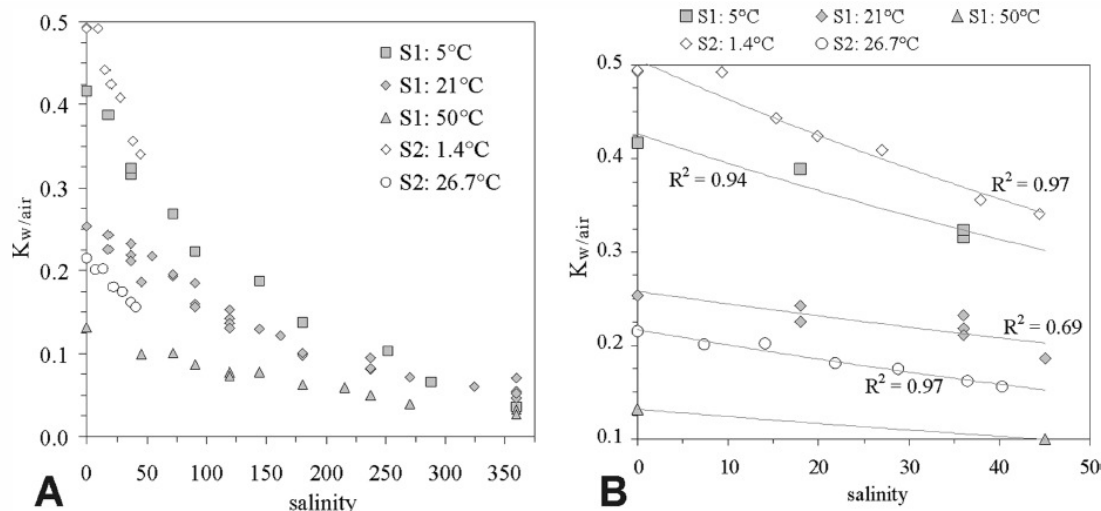 0.5
0.4
0.3
0.2
0.1
0.0
K w/air
0 50 100 150 200 250 300 350
salinity
S1: 5°C
S1: 21°C
S1: 50°C
S2: 1.4°C
S2: 26.7°C
A
S1: 5°C S1: 21°C S1: 50°C
S2: 1.4°C S2: 26.7°C
0.5
0.4
0.3
0.2
0.1
K w/air
R² = 0.94
R² = 0.97
R² = 0.69
R² = 0.97
0 10 20 30 40 50
salinity
B